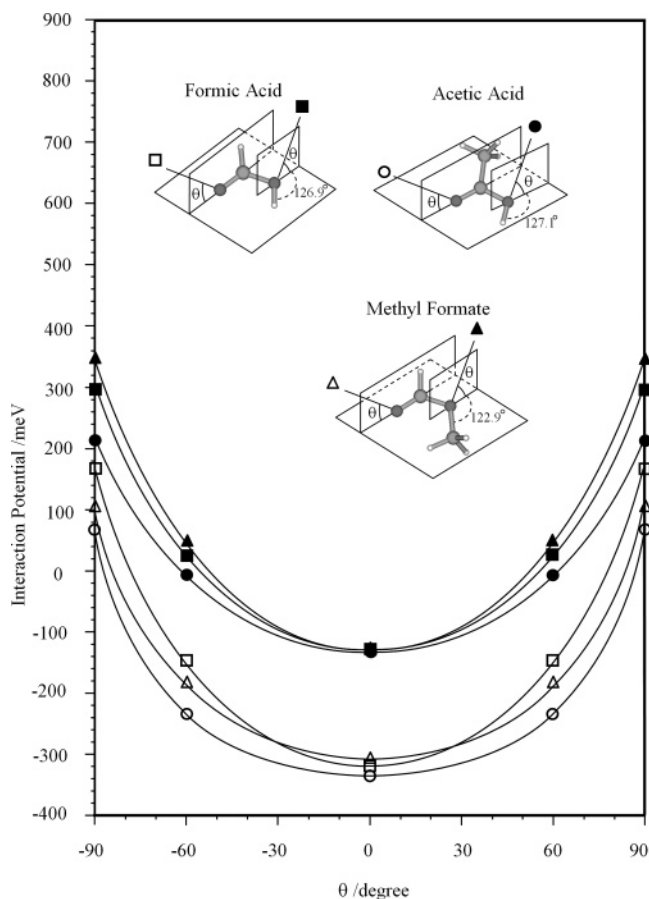 900
800
700
600
500
400
300
200
100
0
-100
-200
-300
-400
Interaction Potential /meV
Formic Acid
θ
θ
126.9°
Acetic Acid
θ
θ
127.1°
Methyl Formate
θ
θ
122.9°
-90 -60 -30 0 30 60 90
θ /degree